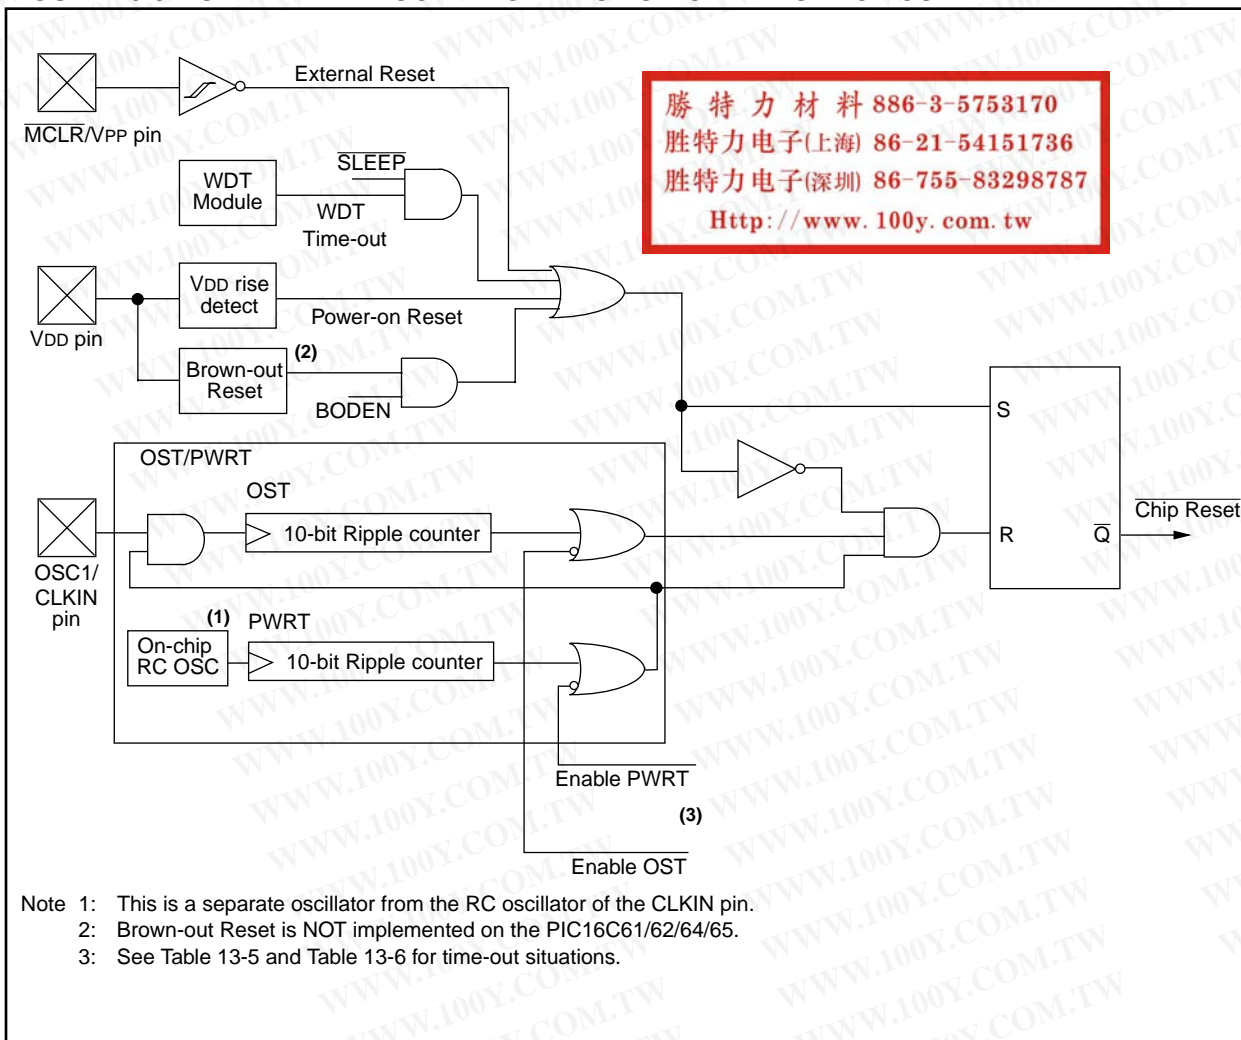 External Reset
MCLR/VPP pin
SLEEP
WDT
Module
WDT
Time-out
VDD rise
detect
Power-on Reset
VDD pin
Brown-out
Reset
(2)
BODEN
S
OST/PWRT
OST
10-bit Ripple counter
Chip Reset
R
Q
OSC1/
CLKIN
pin
(1)
PWRT
On-chip
RC OSC
10-bit Ripple counter
Enable PWRT
(3)
Enable OST
Note 1: This is a separate oscillator from the RC oscillator of the CLKIN pin.
2: Brown-out Reset is NOT implemented on the PIC16C61/62/64/65.
3: See Table 13-5 and Table 13-6 for time-out situations.
勝 特 力 材 料 886-3-5753170
胜特力电子(上海) 86-21-54151736
胜特力电子(深圳) 86-755-83298787
Http://www.100y.com.tw
WWW.100Y.COM.TW